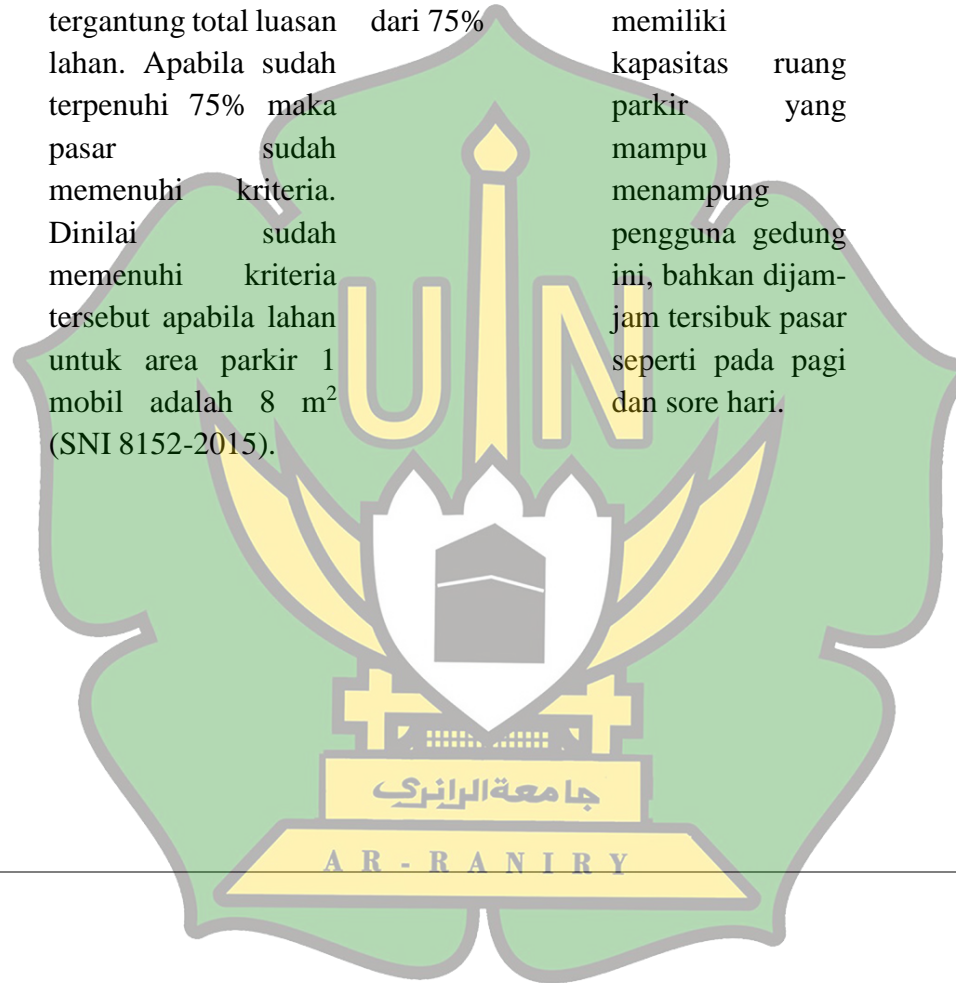 tergantung total luasan
lahan. Apabila sudah
terpenuhi 75% maka
pasar sudah
memenuhi kriteria.
Dinilai sudah
memenuhi kriteria
tersebut apabila lahan
untuk area parkir 1
mobil adalah 8 m²
(SNI 8152-2015).
dari 75%
memiliki
kapasitas ruang
parkir yang
mampu
menampung
pengguna gedung
ini, bahkan dijam-
jam tersibuk pasar
seperti pada pagi
dan sore hari.
UIN
جامعة الرانري
AR-RANIRY